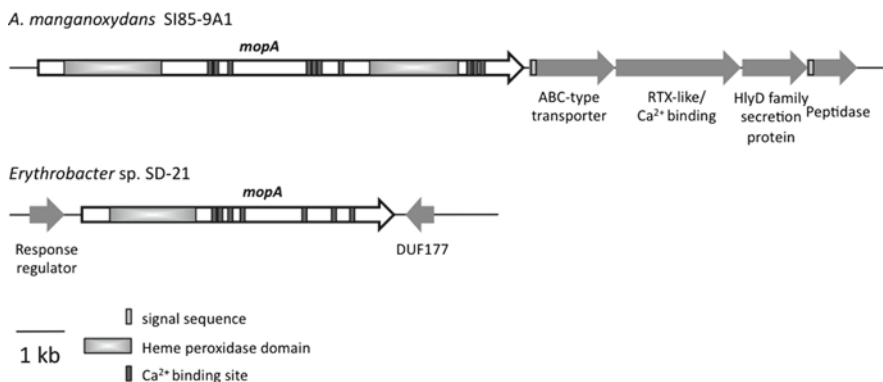 A. manganoxydans SI85-9A1
mopA
ABC-type
transporter
RTX-like/
Ca²⁺ binding
HlyD family
secretion
protein
Peptidase
Erythrobacter sp. SD-21
mopA
Response
regulator
DUF177
signal sequence
Heme peroxidase domain
Ca²⁺ binding site
1 kb